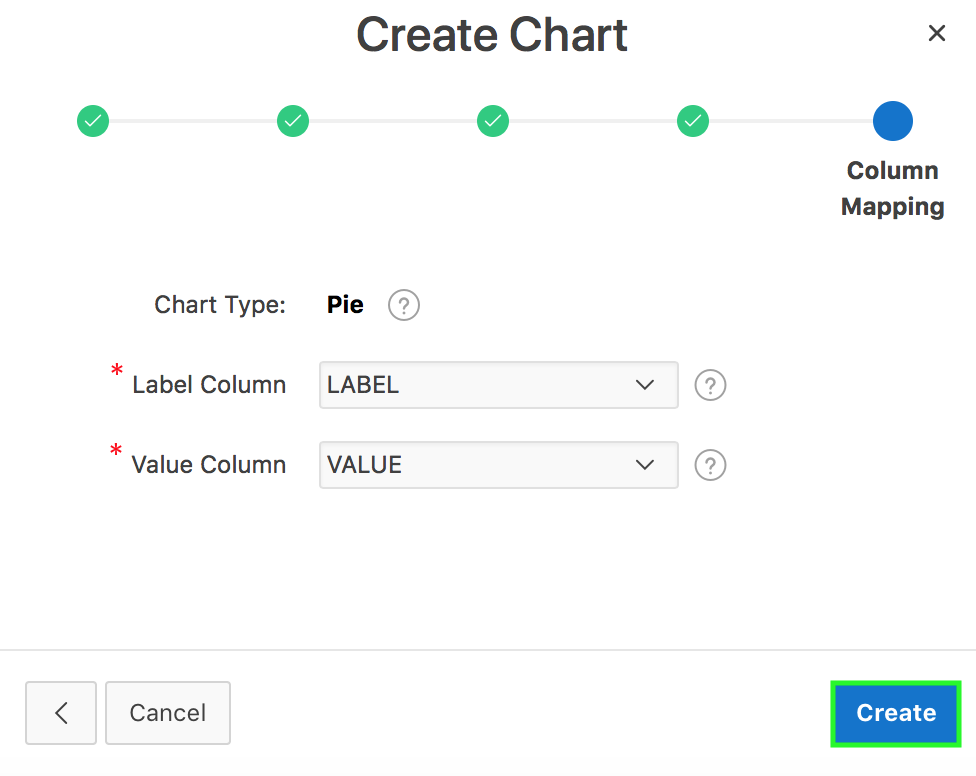 Create Chart
Column
Mapping
Chart Type: Pie ?
* Label Column LABEL ?
* Value Column VALUE ?
Cancel Create